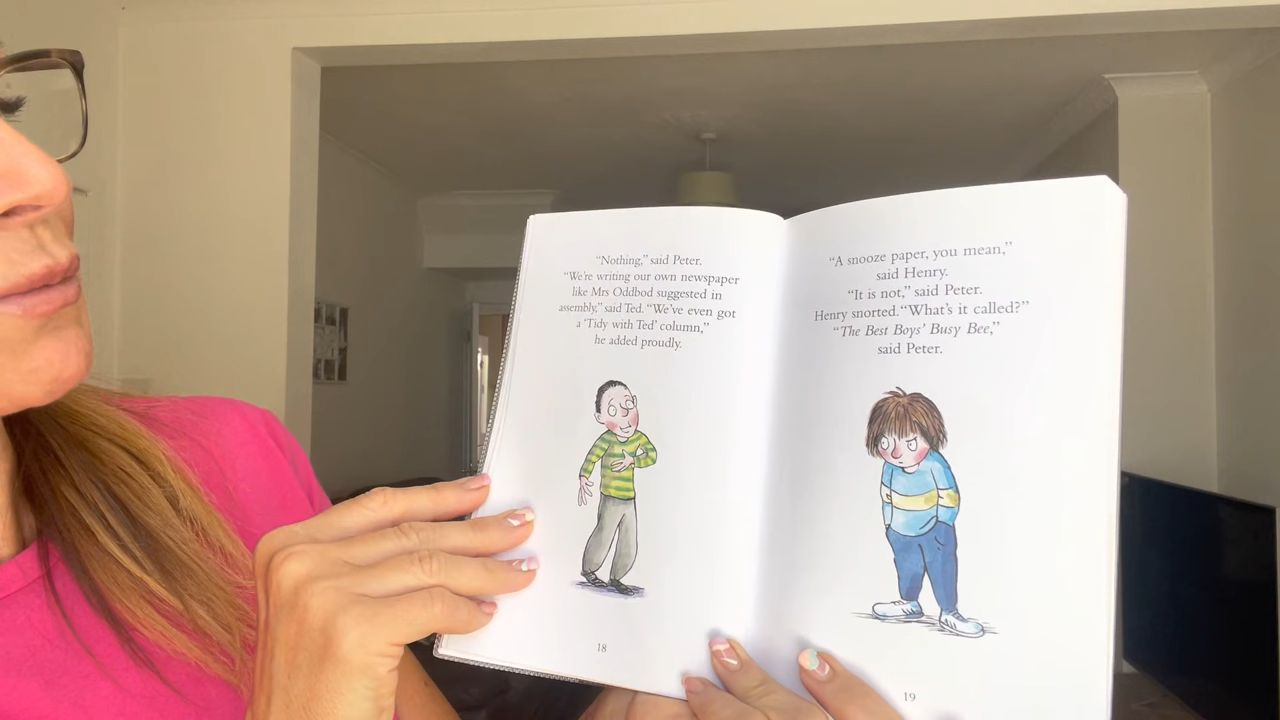 “Nothing,” said Peter.
“We’re writing our own newspaper
like Mrs Oddbod suggested in
assembly,” said Ted. “We’ve even got
a ‘Tidy with Ted’ column,”
he added proudly.
18
“A snooze paper, you mean,”
said Henry.
“It is not,” said Peter.
Henry snorted. “What’s it called?”
“The Best Boys’ Busy Bee,”
said Peter.
19